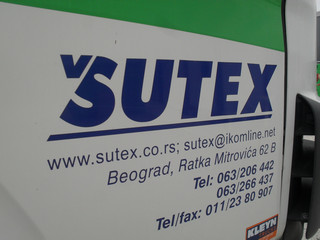 vSUTEX
www.sutex.co.rs; sutex@ikomline.net
Beograd, Ratka Mitrovića 62 B
Tel: 063/206 442
063/266 437
Tel/fax: 011/23 80 907
KLEYN